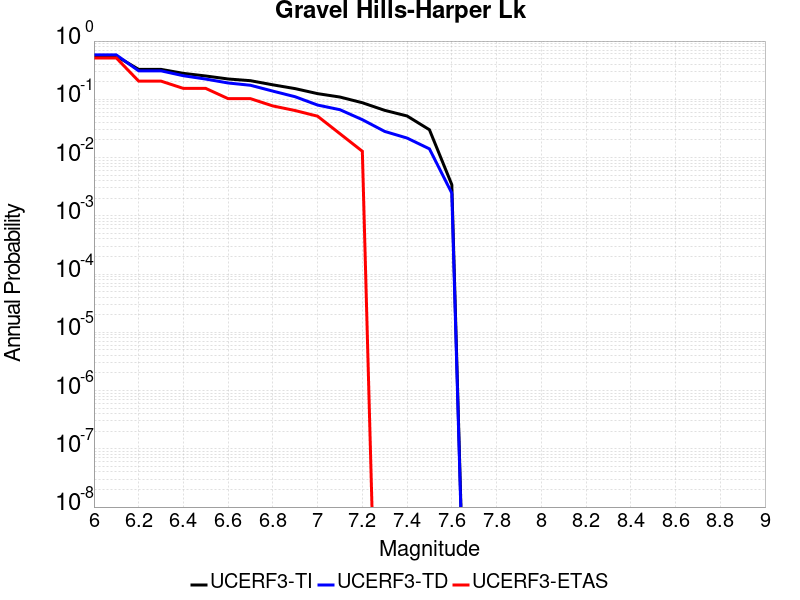 Gravel Hills-Harper Lk
Annual Probability
10^0
10^-1
10^-2
10^-3
10^-4
10^-5
10^-6
10^-7
10^-8
6 6.2 6.4 6.6 6.8 7 7.2 7.4 7.6 7.8 8 8.2 8.4 8.6 8.8 9
Magnitude
UCERF3-TI UCERF3-TD UCERF3-ETAS